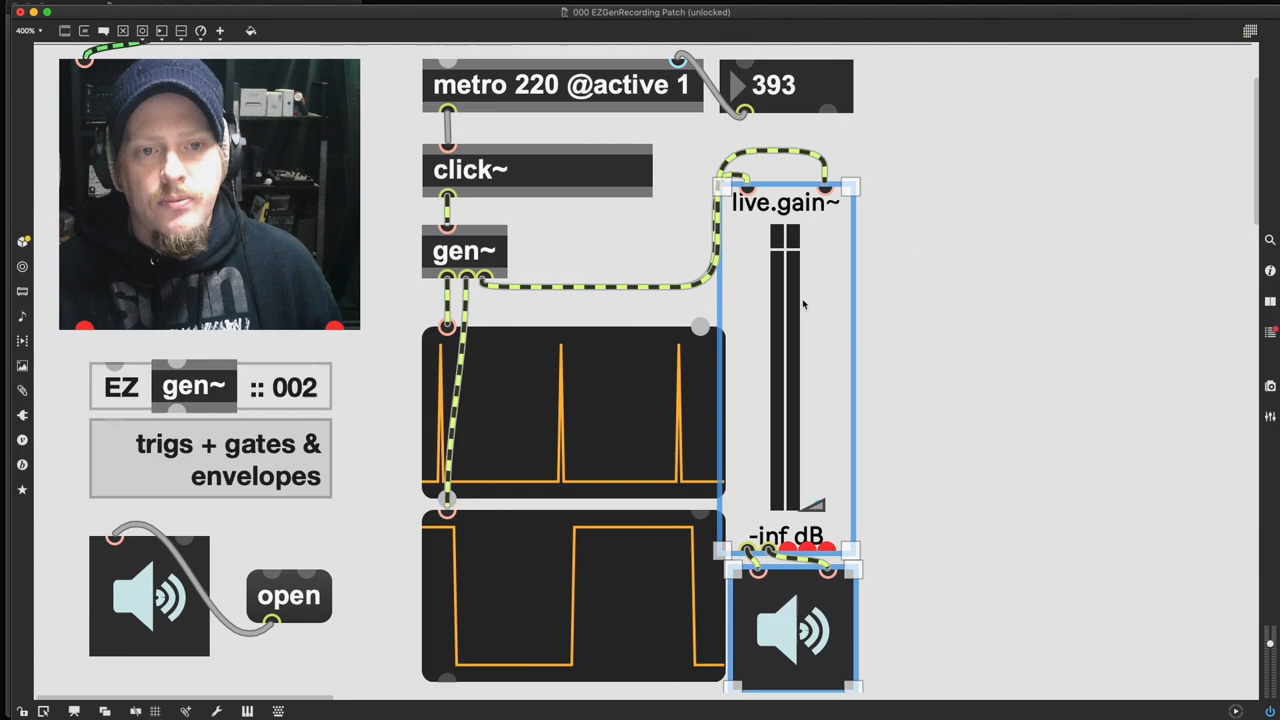 000 EZGenRecording Patch (unlocked)
400%
metro 220 @active 1
393
click~
live.gain~
gen~
EZ gen~ :: 002
trigs + gates &
envelopes
-inf dB
open